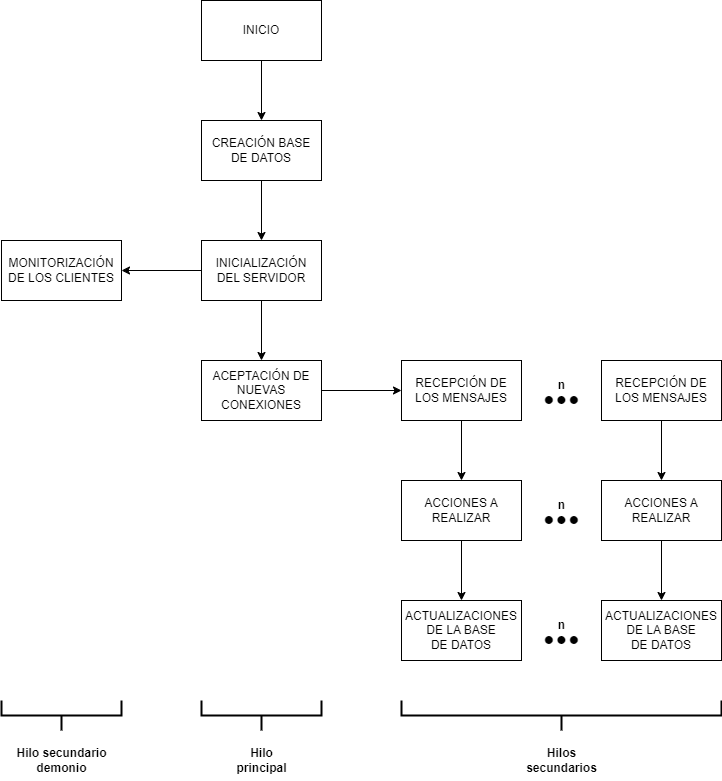 INICIO
CREACIÓN BASE
DE DATOS
MONITORIZACIÓN
DE LOS CLIENTES
INICIALIZACIÓN
DEL SERVIDOR
ACEPTACIÓN DE
NUEVAS
CONEXIONES
RECEPCIÓN DE
LOS MENSAJES
n
RECEPCIÓN DE
LOS MENSAJES
ACCIONES A
REALIZAR
n
ACCIONES A
REALIZAR
ACTUALIZACIONES
DE LA BASE
DE DATOS
n
ACTUALIZACIONES
DE LA BASE
DE DATOS
Hilo secundario
demonio
Hilo
principal
Hilos
secundarios